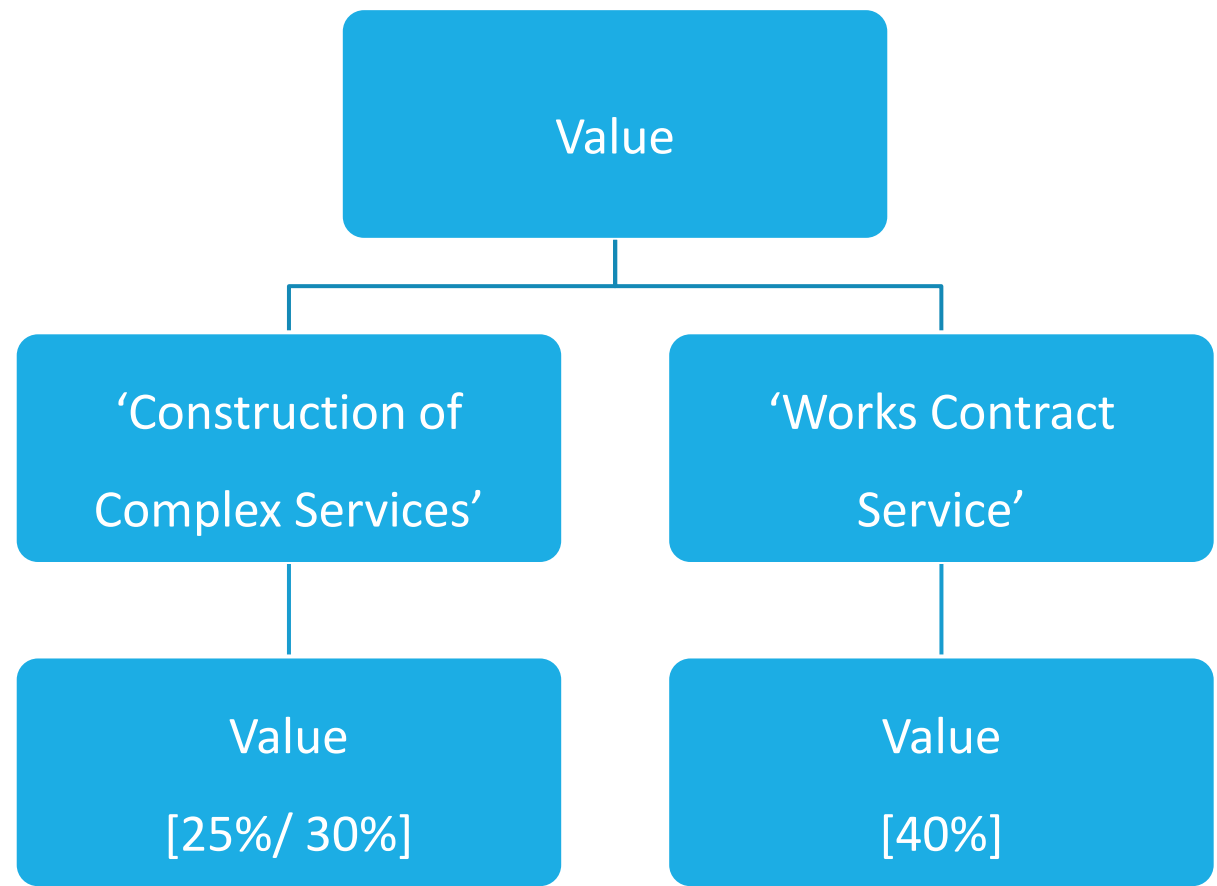 Value
‘Construction of
Complex Services’
‘Works Contract
Service’
Value
[25%/ 30%]
Value
[40%]